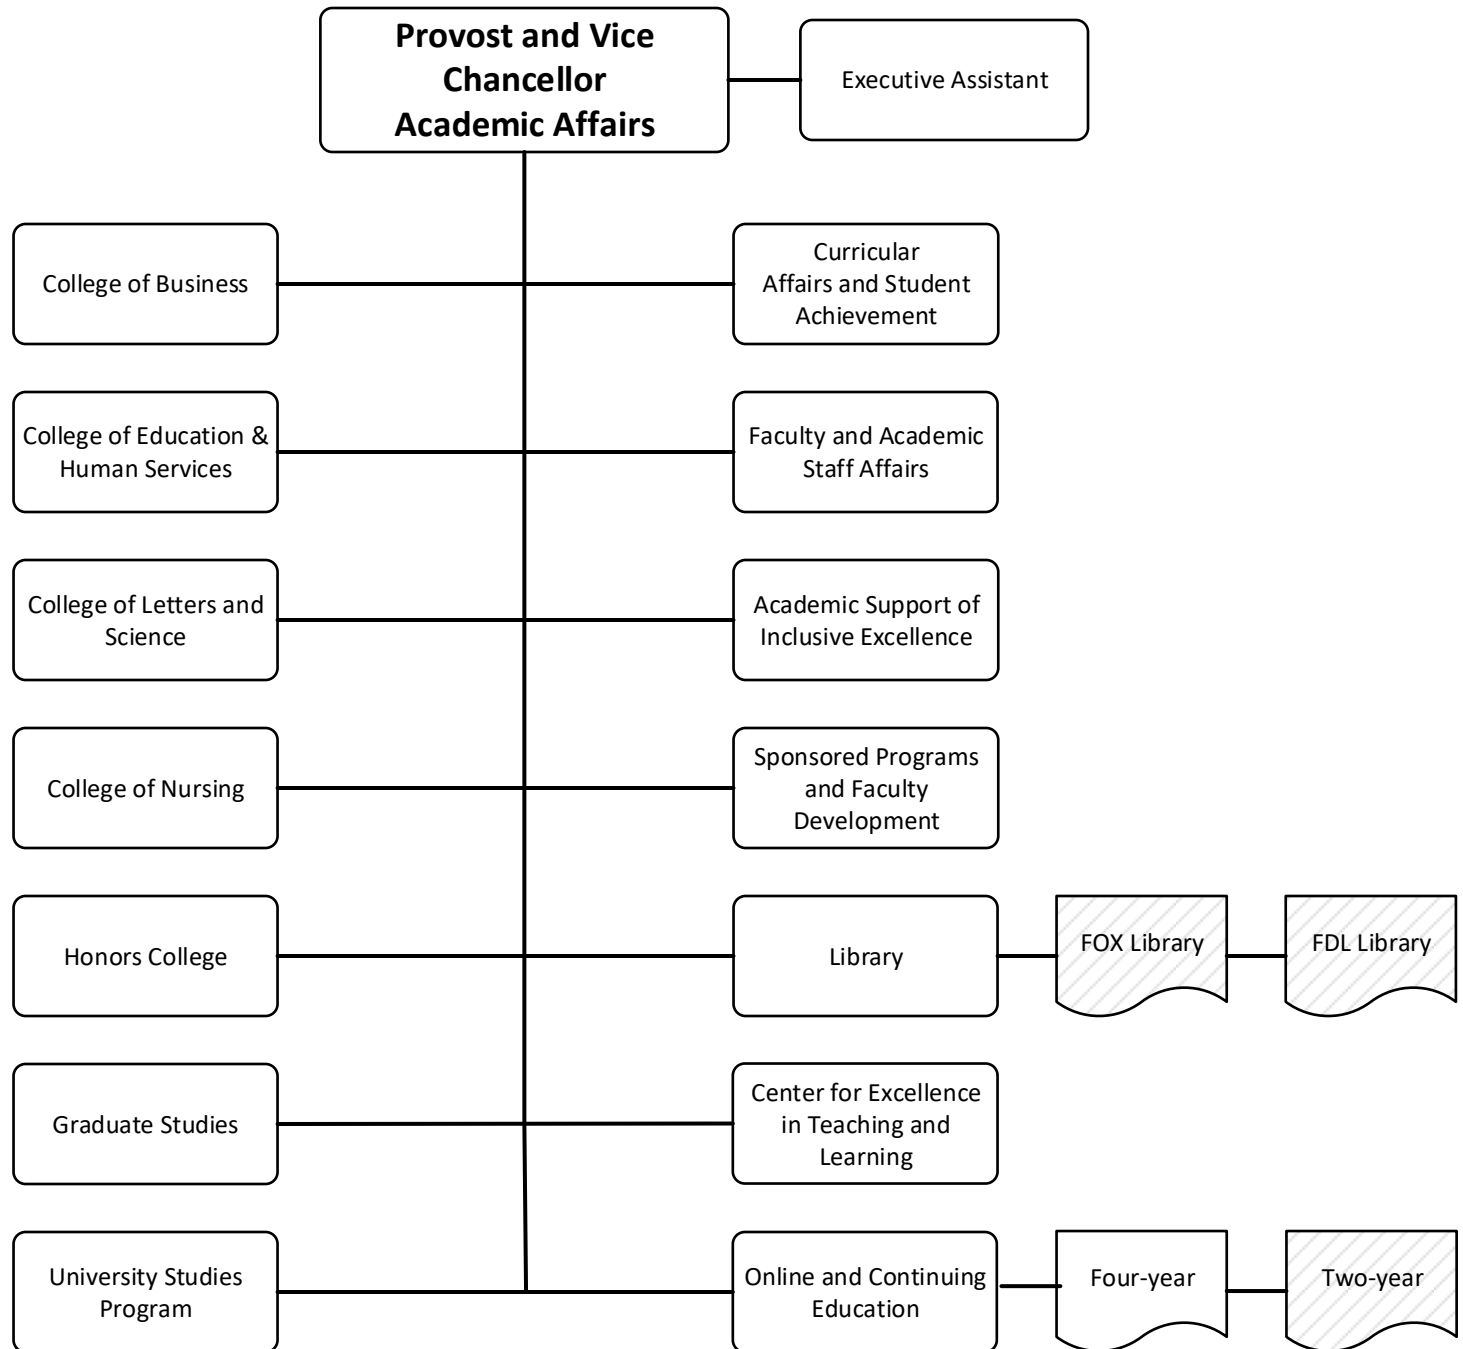 Provost and Vice
Chancellor
Academic Affairs
Executive Assistant
College of Business
Curricular
Affairs and Student
Achievement
College of Education &
Human Services
Faculty and Academic
Staff Affairs
College of Letters and
Science
Academic Support of
Inclusive Excellence
College of Nursing
Sponsored Programs
and Faculty
Development
Honors College
Library
FOX Library
FDL Library
Graduate Studies
Center for Excellence
in Teaching and
Learning
University Studies
Program
Online and Continuing
Education
Four-year
Two-year